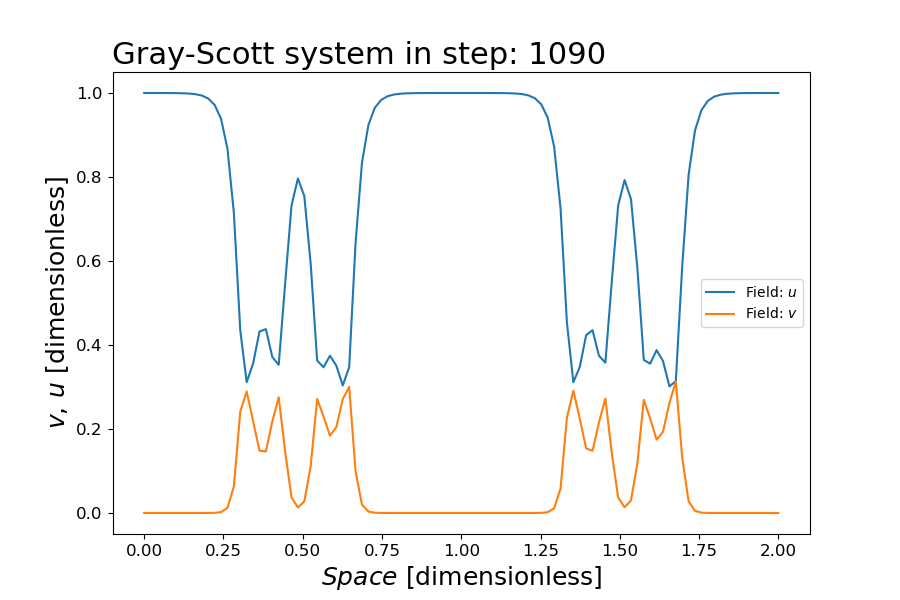 Gray-Scott system in step: 1090
v, u [dimensionless]
1.0
0.8
0.6
0.4
0.2
0.0
Field: u
Field: v
0.00 0.25 0.50 0.75 1.00 1.25 1.50 1.75 2.00
Space [dimensionless]